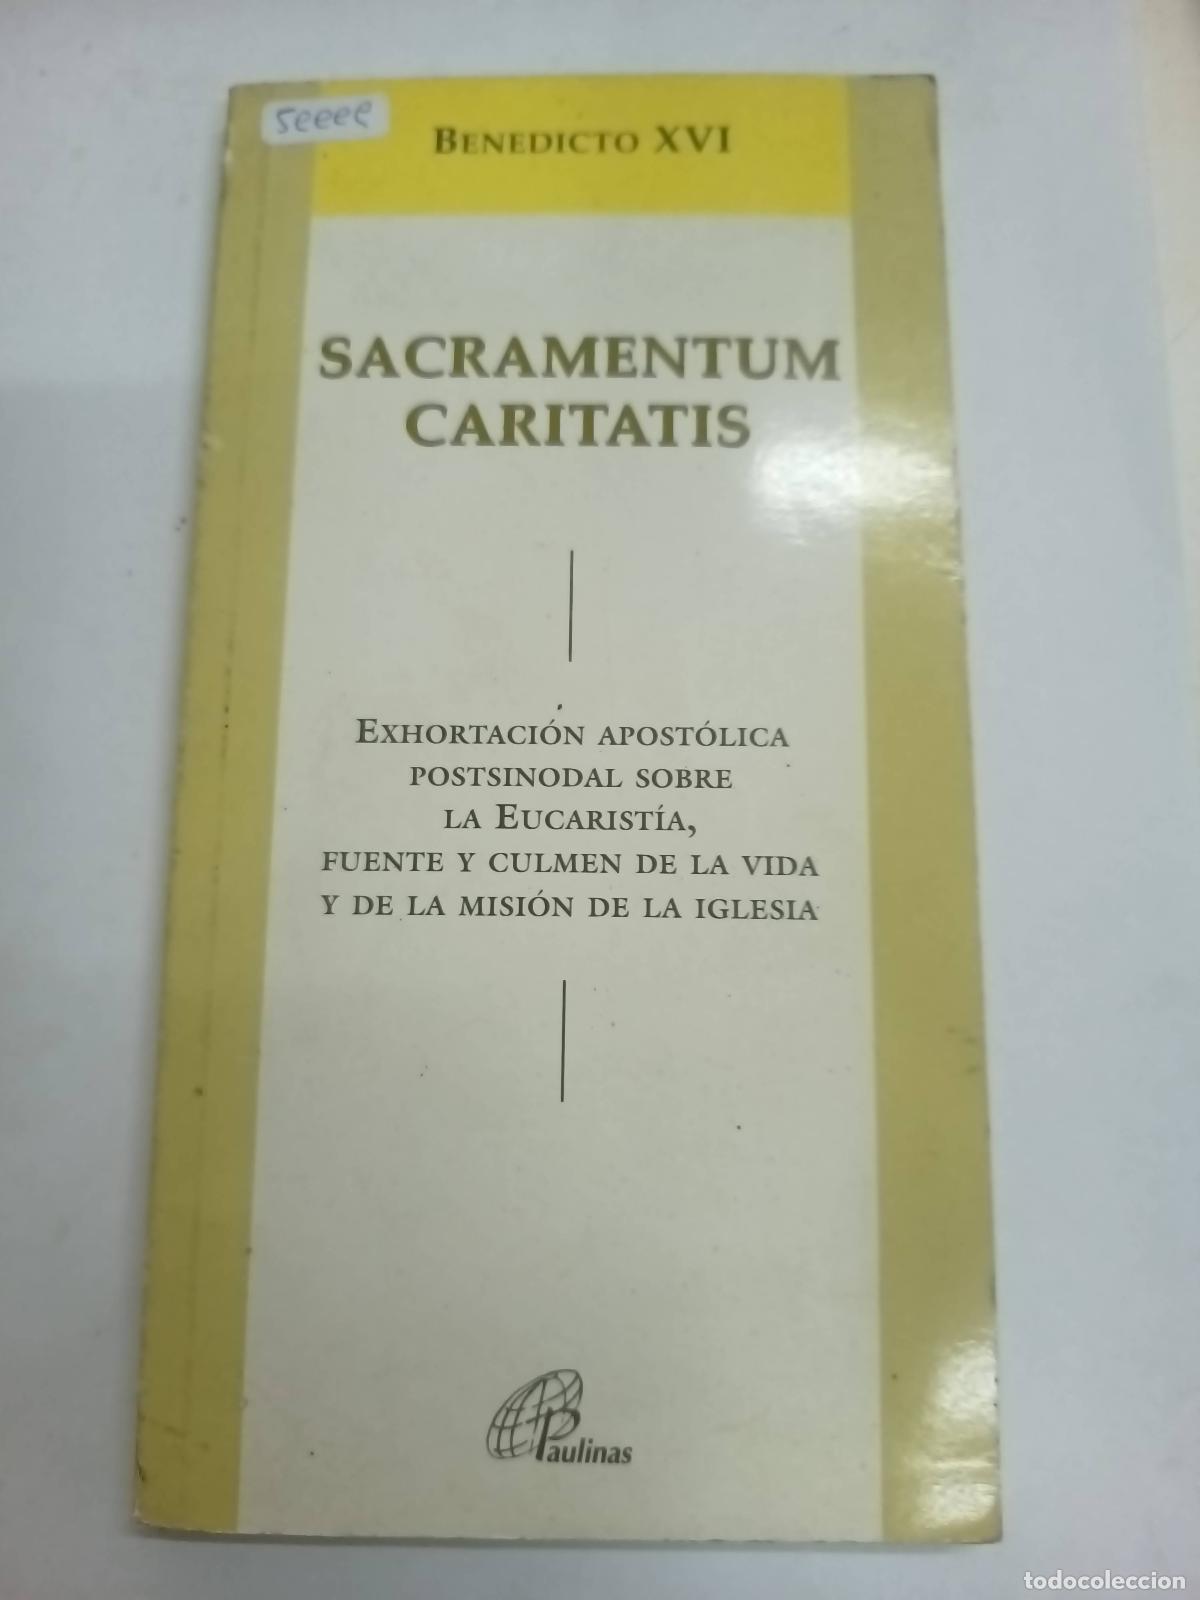 BENEDICTO XVI
SACRAMENTUM
CARITATIS
EXHORTACIÓN APOSTÓLICA
POSTSINODAL SOBRE
LA EUCARISTÍA,
FUENTE Y CULMEN DE LA VIDA
Y DE LA MISIÓN DE LA IGLESIA
Paulinas
todocoleccion